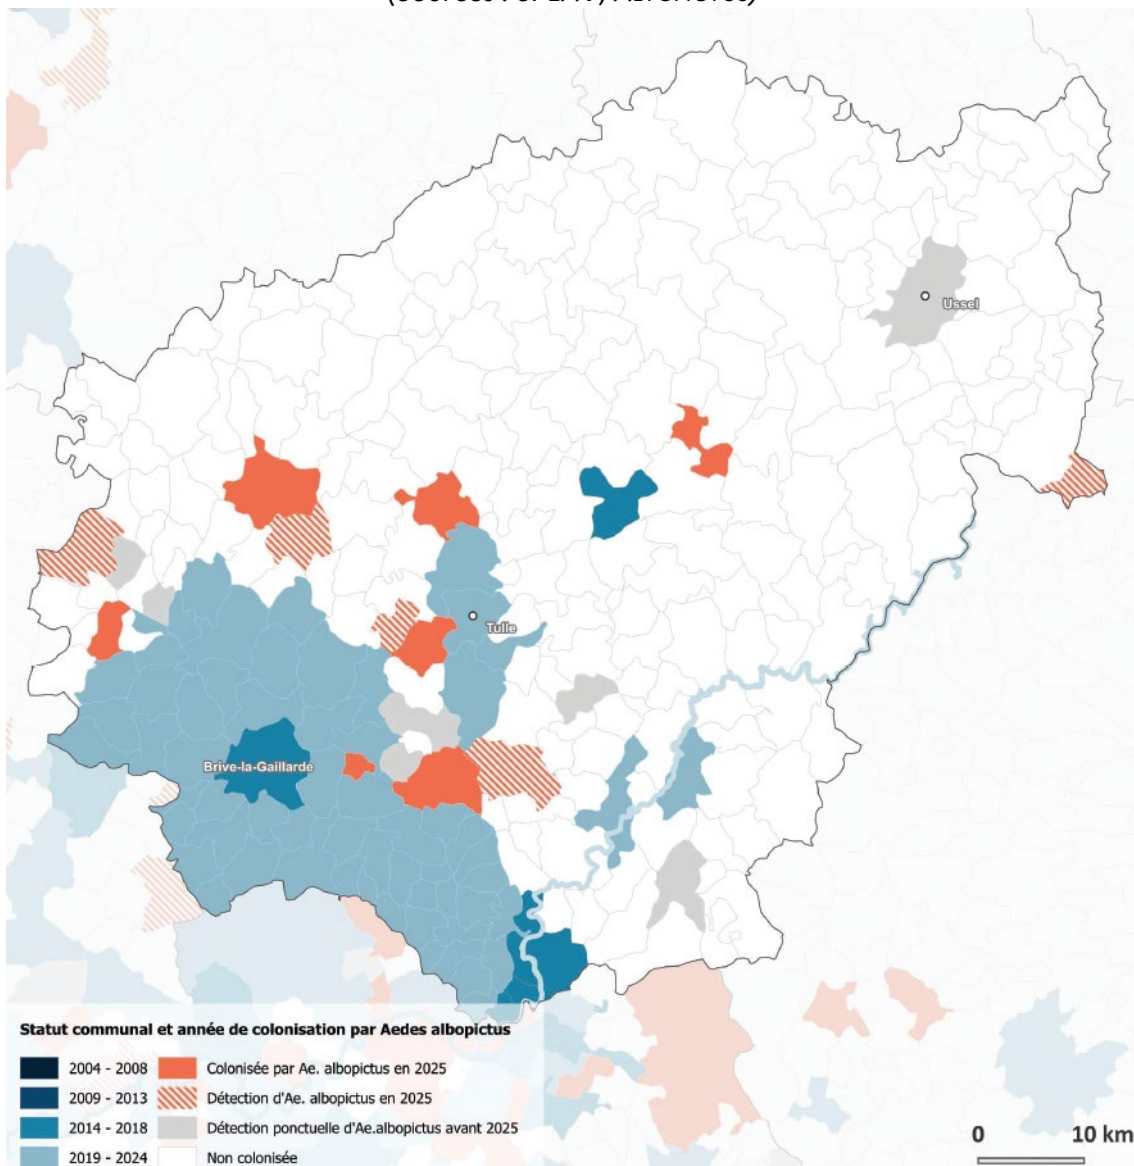 Ussel
Tulle
Brive-la-Gaillarde
Statut communal et année de colonisation par Aedes albopictus
2004 - 2008
Colonisée par Ae. albopictus en 2025
2009 - 2013
Détection d'Ae. albopictus en 2025
2014 - 2018
Détection ponctuelle d'Ae.albopictus avant 2025
2019 - 2024
Non colonisée
0 10 km